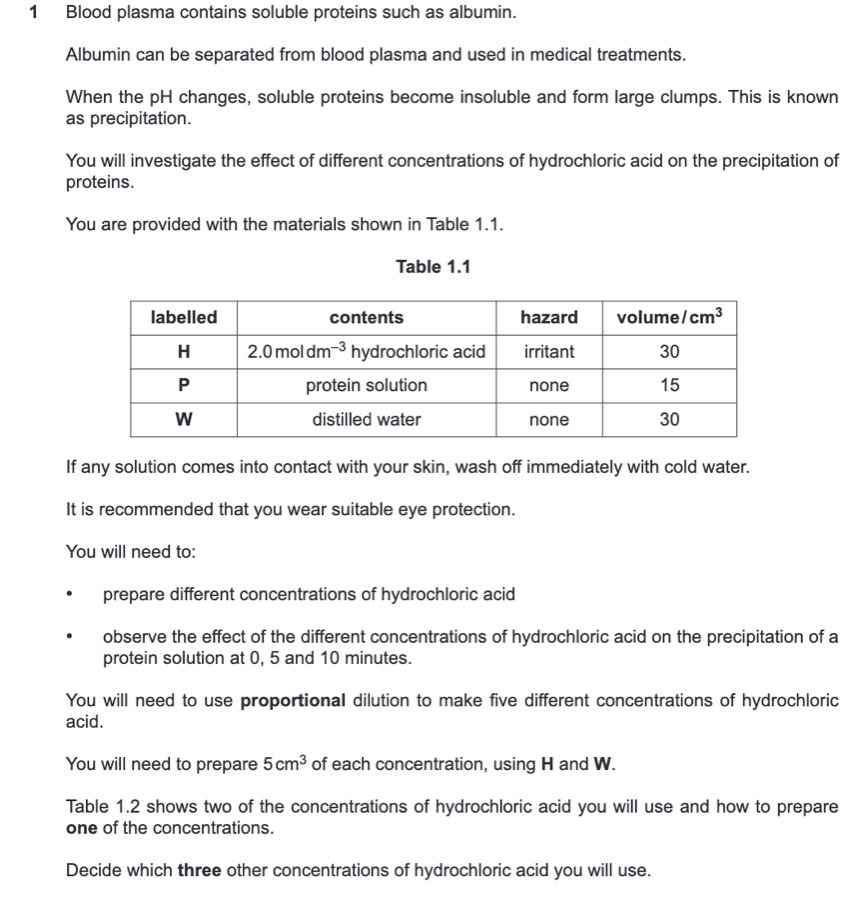 1 Blood plasma contains soluble proteins such as albumin.
Albumin can be separated from blood plasma and used in medical treatments.
When the pH changes, soluble proteins become insoluble and form large clumps. This is known
as precipitation.
You will investigate the effect of different concentrations of hydrochloric acid on the precipitation of
proteins.
You are provided with the materials shown in Table 1.1.
Table 1.1
labelled contents hazard volume/cm³
H 2.0 mol dm⁻³ hydrochloric acid irritant 30
P protein solution none 15
W distilled water none 30
If any solution comes into contact with your skin, wash off immediately with cold water.
It is recommended that you wear suitable eye protection.
You will need to:
• prepare different concentrations of hydrochloric acid
• observe the effect of the different concentrations of hydrochloric acid on the precipitation of a
protein solution at 0, 5 and 10 minutes.
You will need to use proportional dilution to make five different concentrations of hydrochloric
acid.
You will need to prepare 5 cm³ of each concentration, using H and W.
Table 1.2 shows two of the concentrations of hydrochloric acid you will use and how to prepare
one of the concentrations.
Decide which three other concentrations of hydrochloric acid you will use.